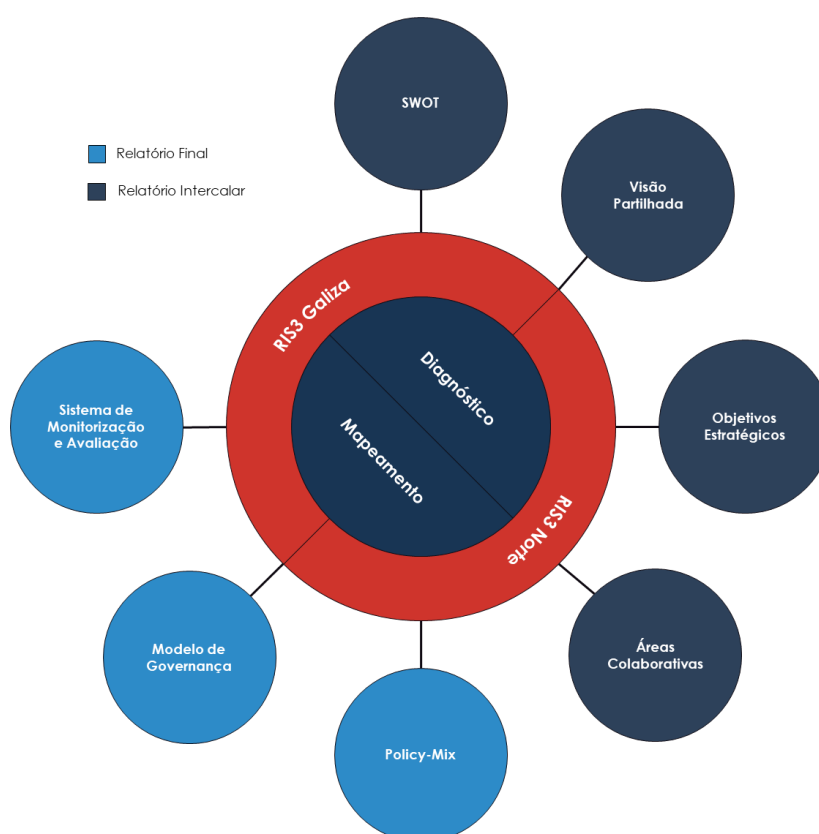 SWOT
Relatório Final
Relatório Intercalar
Visão
Partilhada
RIS3 Galiza
Diagnóstico
Mapeamento
RIS3 Norte
Sistema de
Monitorização
e Avaliação
Objetivos
Estratégicos
Modelo de
Governança
Áreas
Colaborativas
Policy-Mix